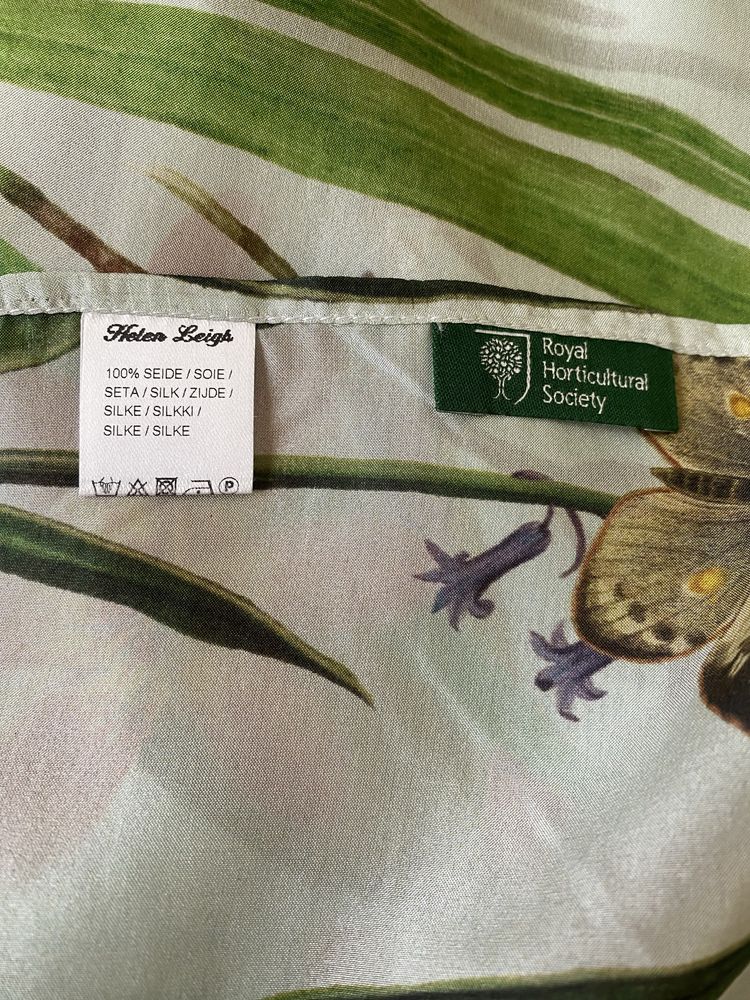 Helen Leigh
100% SEIDE / SOIE /
SETA / SILK / ZIJDE /
SILKE / SILKKI /
SILKE / SILKE
P
Royal
Horticultural
Society